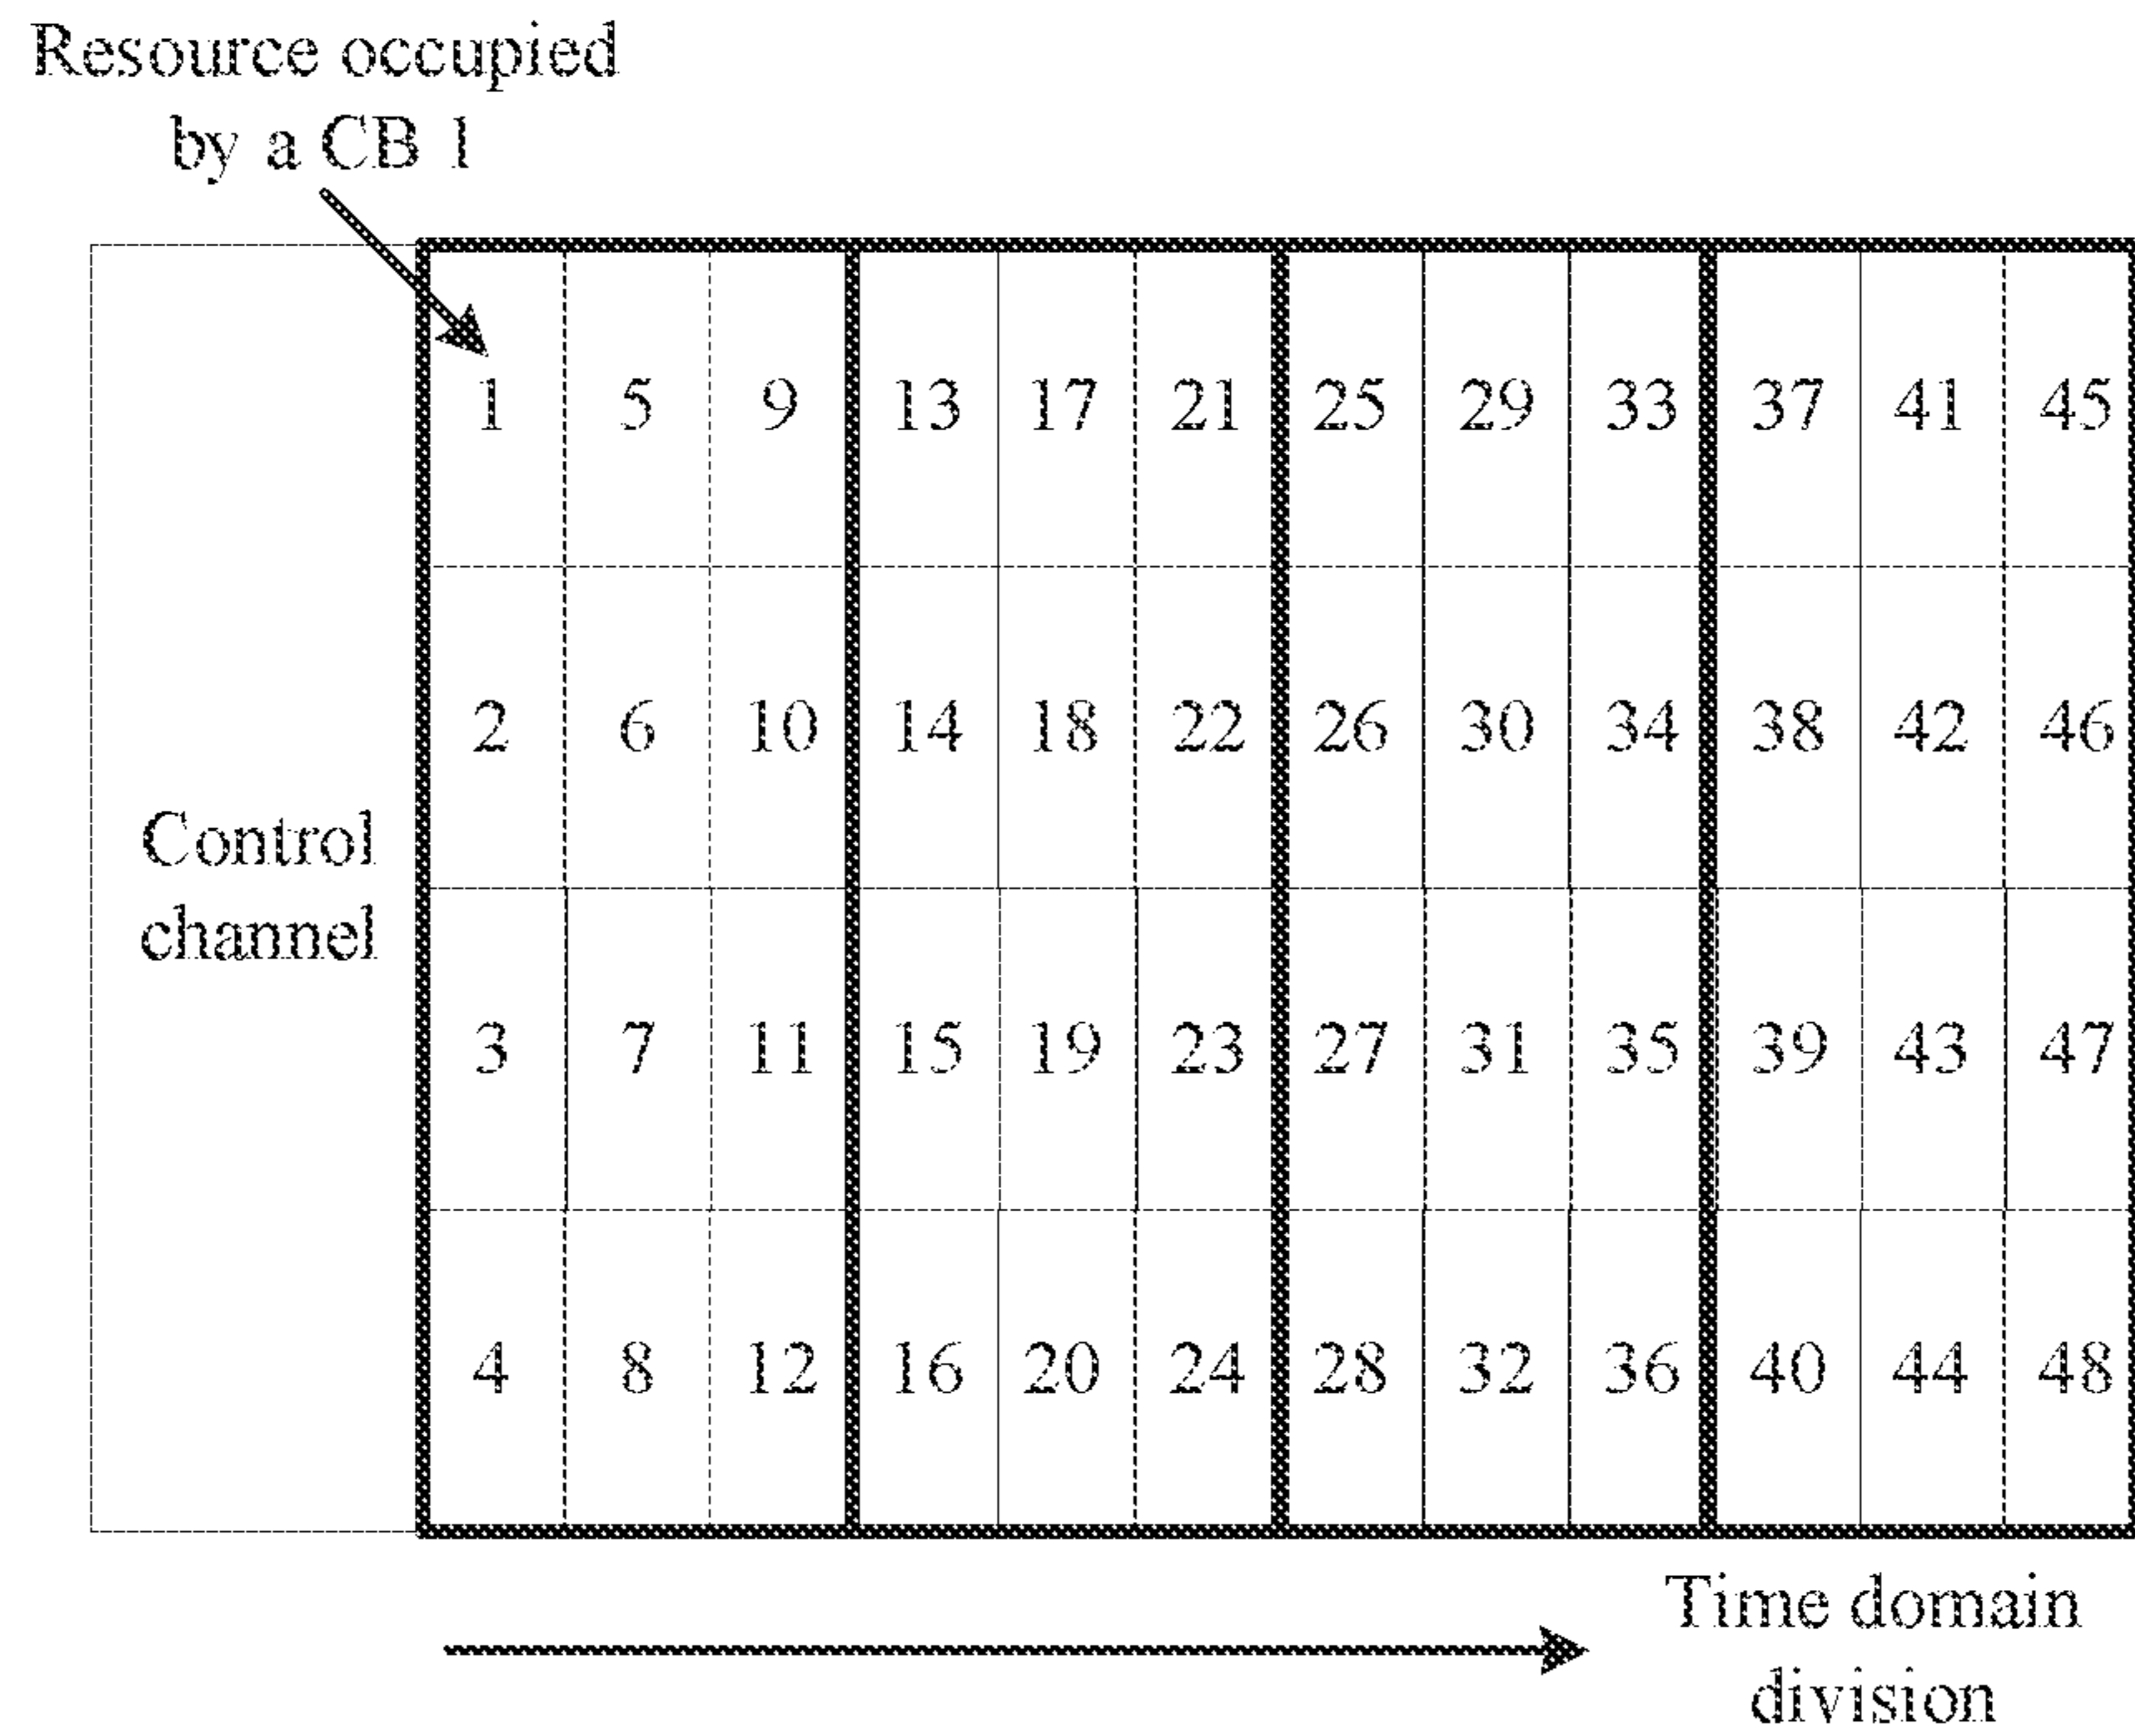 Resource occupied
by a CB 1
1 5 9 13 17 21 25 29 33 37 41 45
2 6 10 14 18 22 26 30 34 38 42 46
Control
channel
3 7 11 15 19 23 27 31 35 39 43 47
4 8 12 16 20 24 28 32 36 40 44 48
Time domain
division